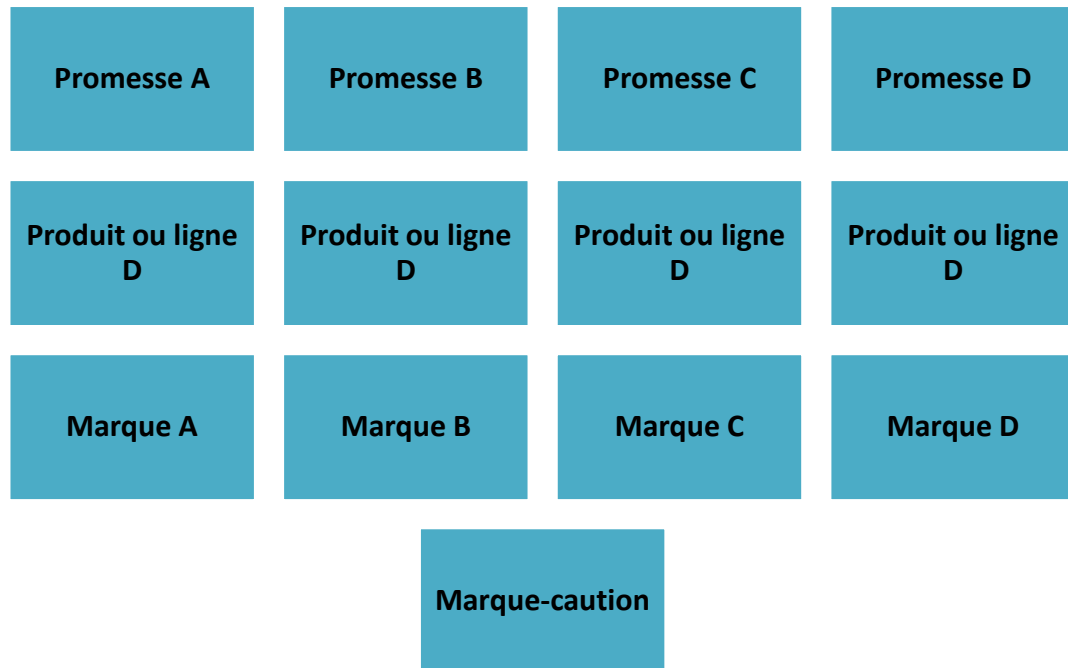 Promesse A
Promesse B
Promesse C
Promesse D
Produit ou ligne
D
Produit ou ligne
D
Produit ou ligne
D
Produit ou ligne
D
Marque A
Marque B
Marque C
Marque D
Marque-caution